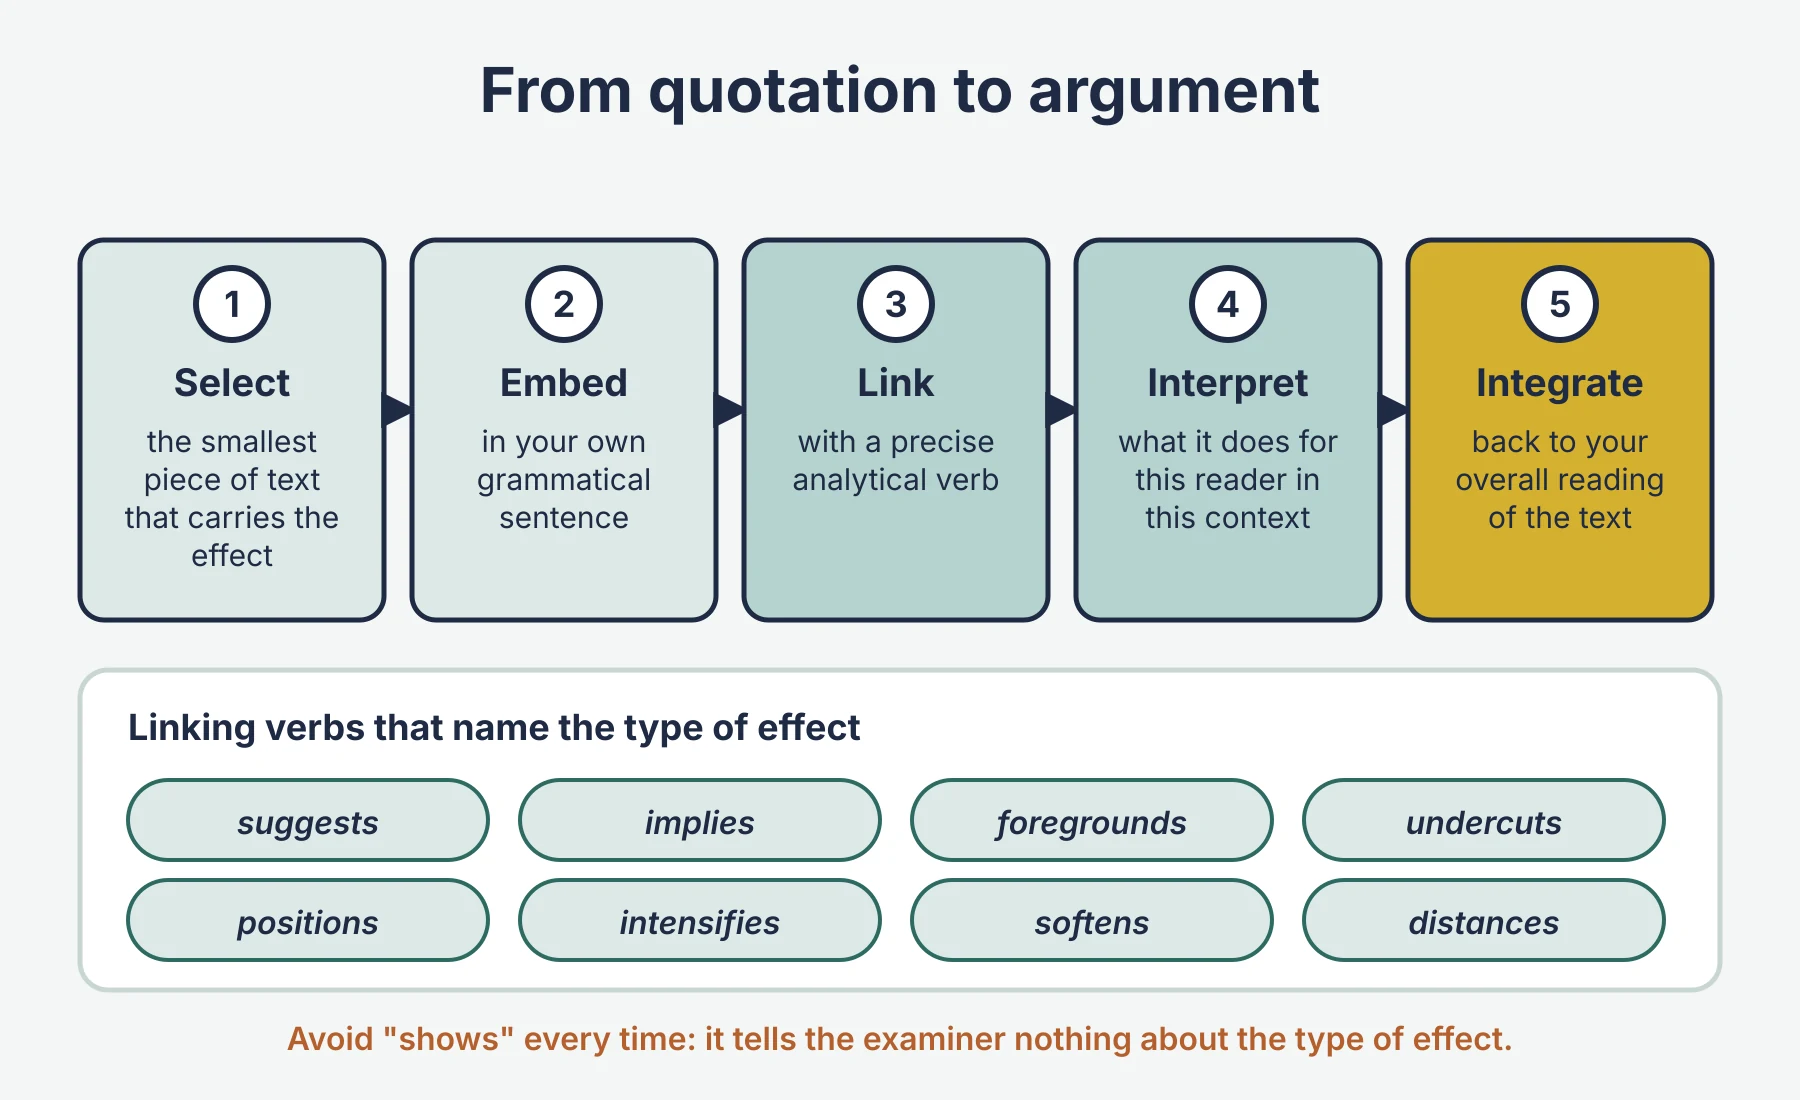 From quotation to argument
1
Select
the smallest
piece of text
that carries the
effect
2
Embed
in your own
grammatical
sentence
3
Link
with a precise
analytical verb
4
Interpret
what it does for
this reader in
this context
5
Integrate
back to your
overall reading
of the text
Linking verbs that name the type of effect
suggests
implies
foregrounds
undercuts
positions
intensifies
softens
distances
Avoid "shows" every time: it tells the examiner nothing about the type of effect.